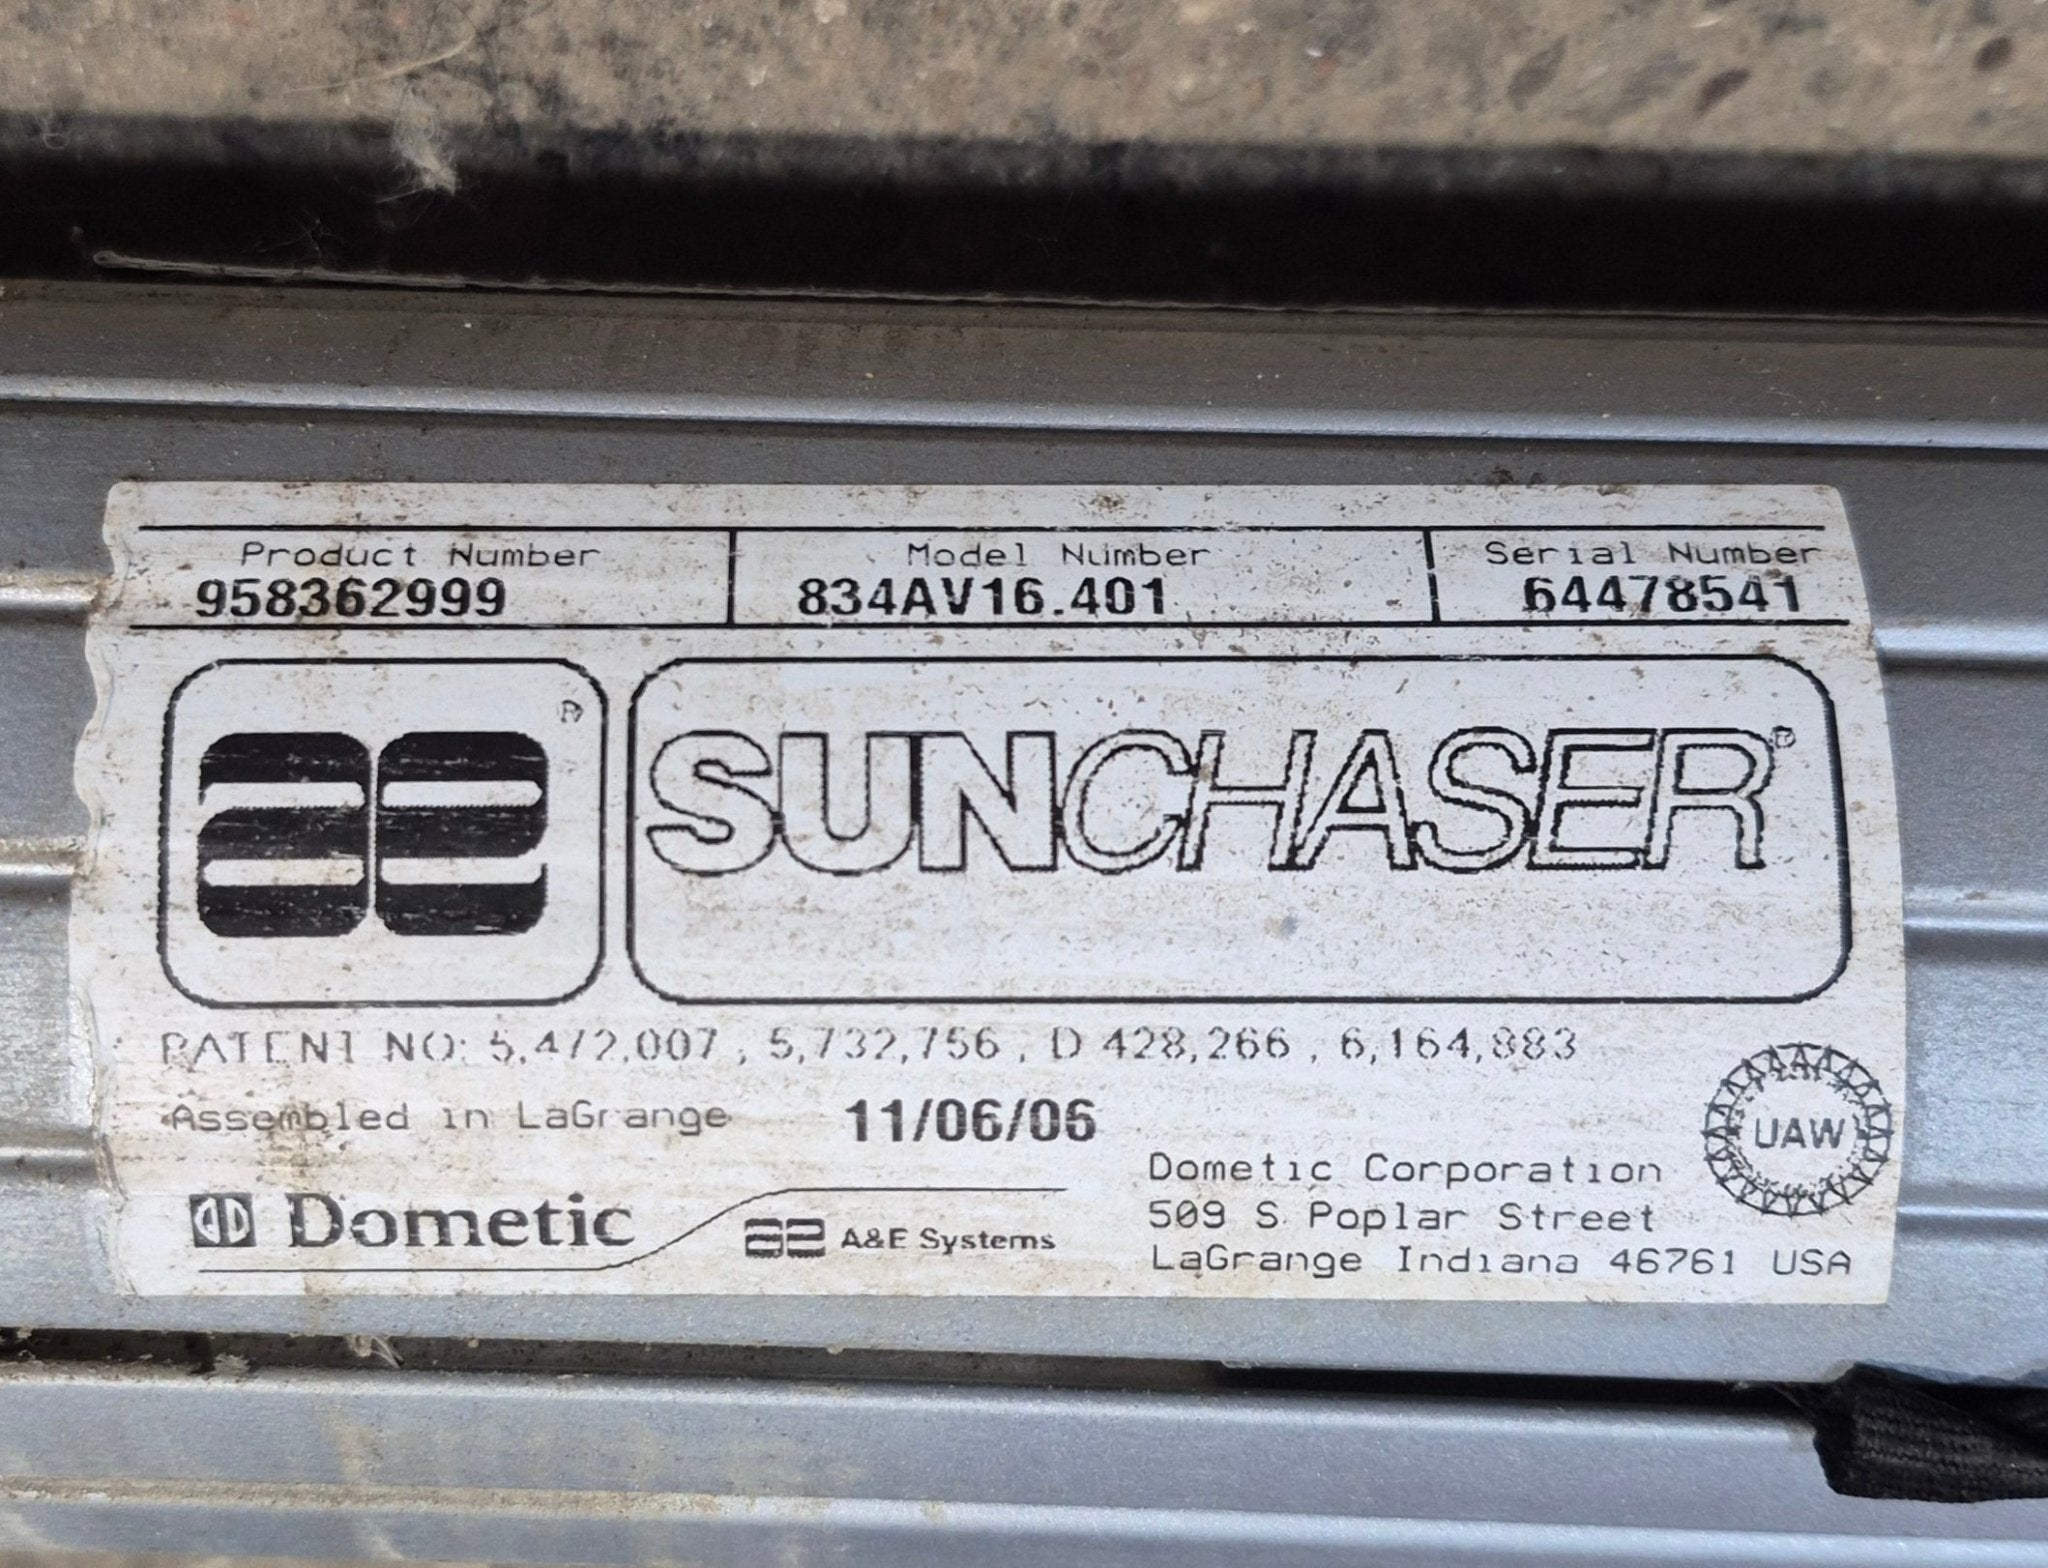 Product Number Model Number Serial Number
958362999 834AV16.401 64478541
ae® SUNCHASER®
PATENT NO: 5,472,007 , 5,732,756 , D 428,266 , 6,164,883
Assembled in LaGrange 11/06/06
UAW
Dometic
ae A&E Systems
Dometic Corporation
509 S. Poplar Street
LaGrange Indiana 46761 USA